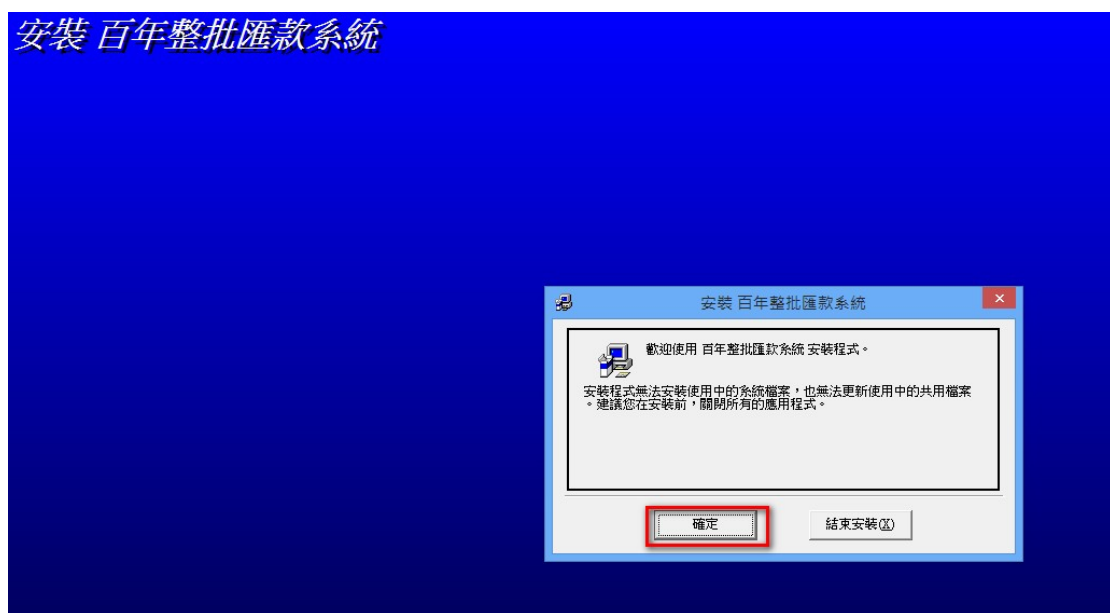 安裝 百年整批匯款系統
安裝 百年整批匯款系統
歡迎使用 百年整批匯款系統 安裝程式。
安裝程式無法安裝使用中的系統檔案，也無法更新使用中的共用檔案
。建議您在安裝前，關閉所有的應用程式。
確定
結束安裝(X)